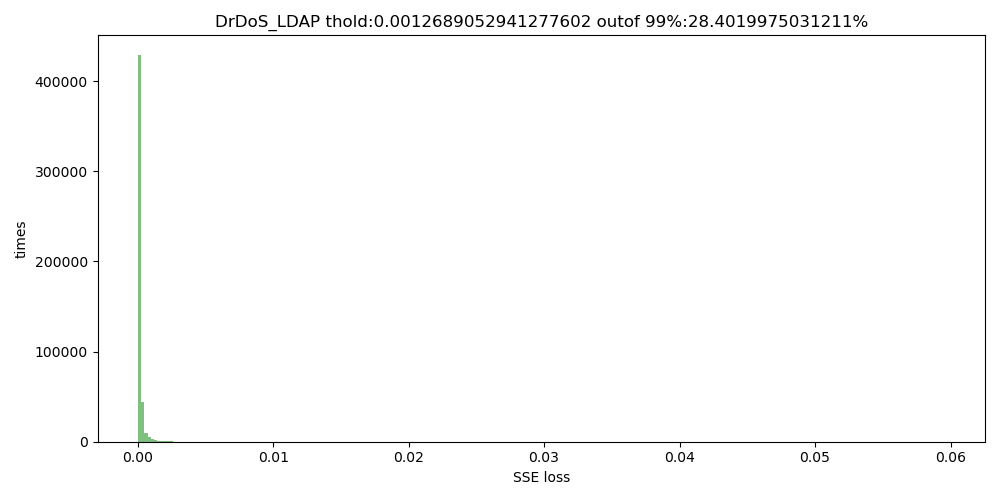 DrDoS_LDAP thold:0.0012689052941277602 outof 99%:28.4019975031211%
400000
300000
200000
100000
0
times
0.00 0.01 0.02 0.03 0.04 0.05 0.06
SSE loss